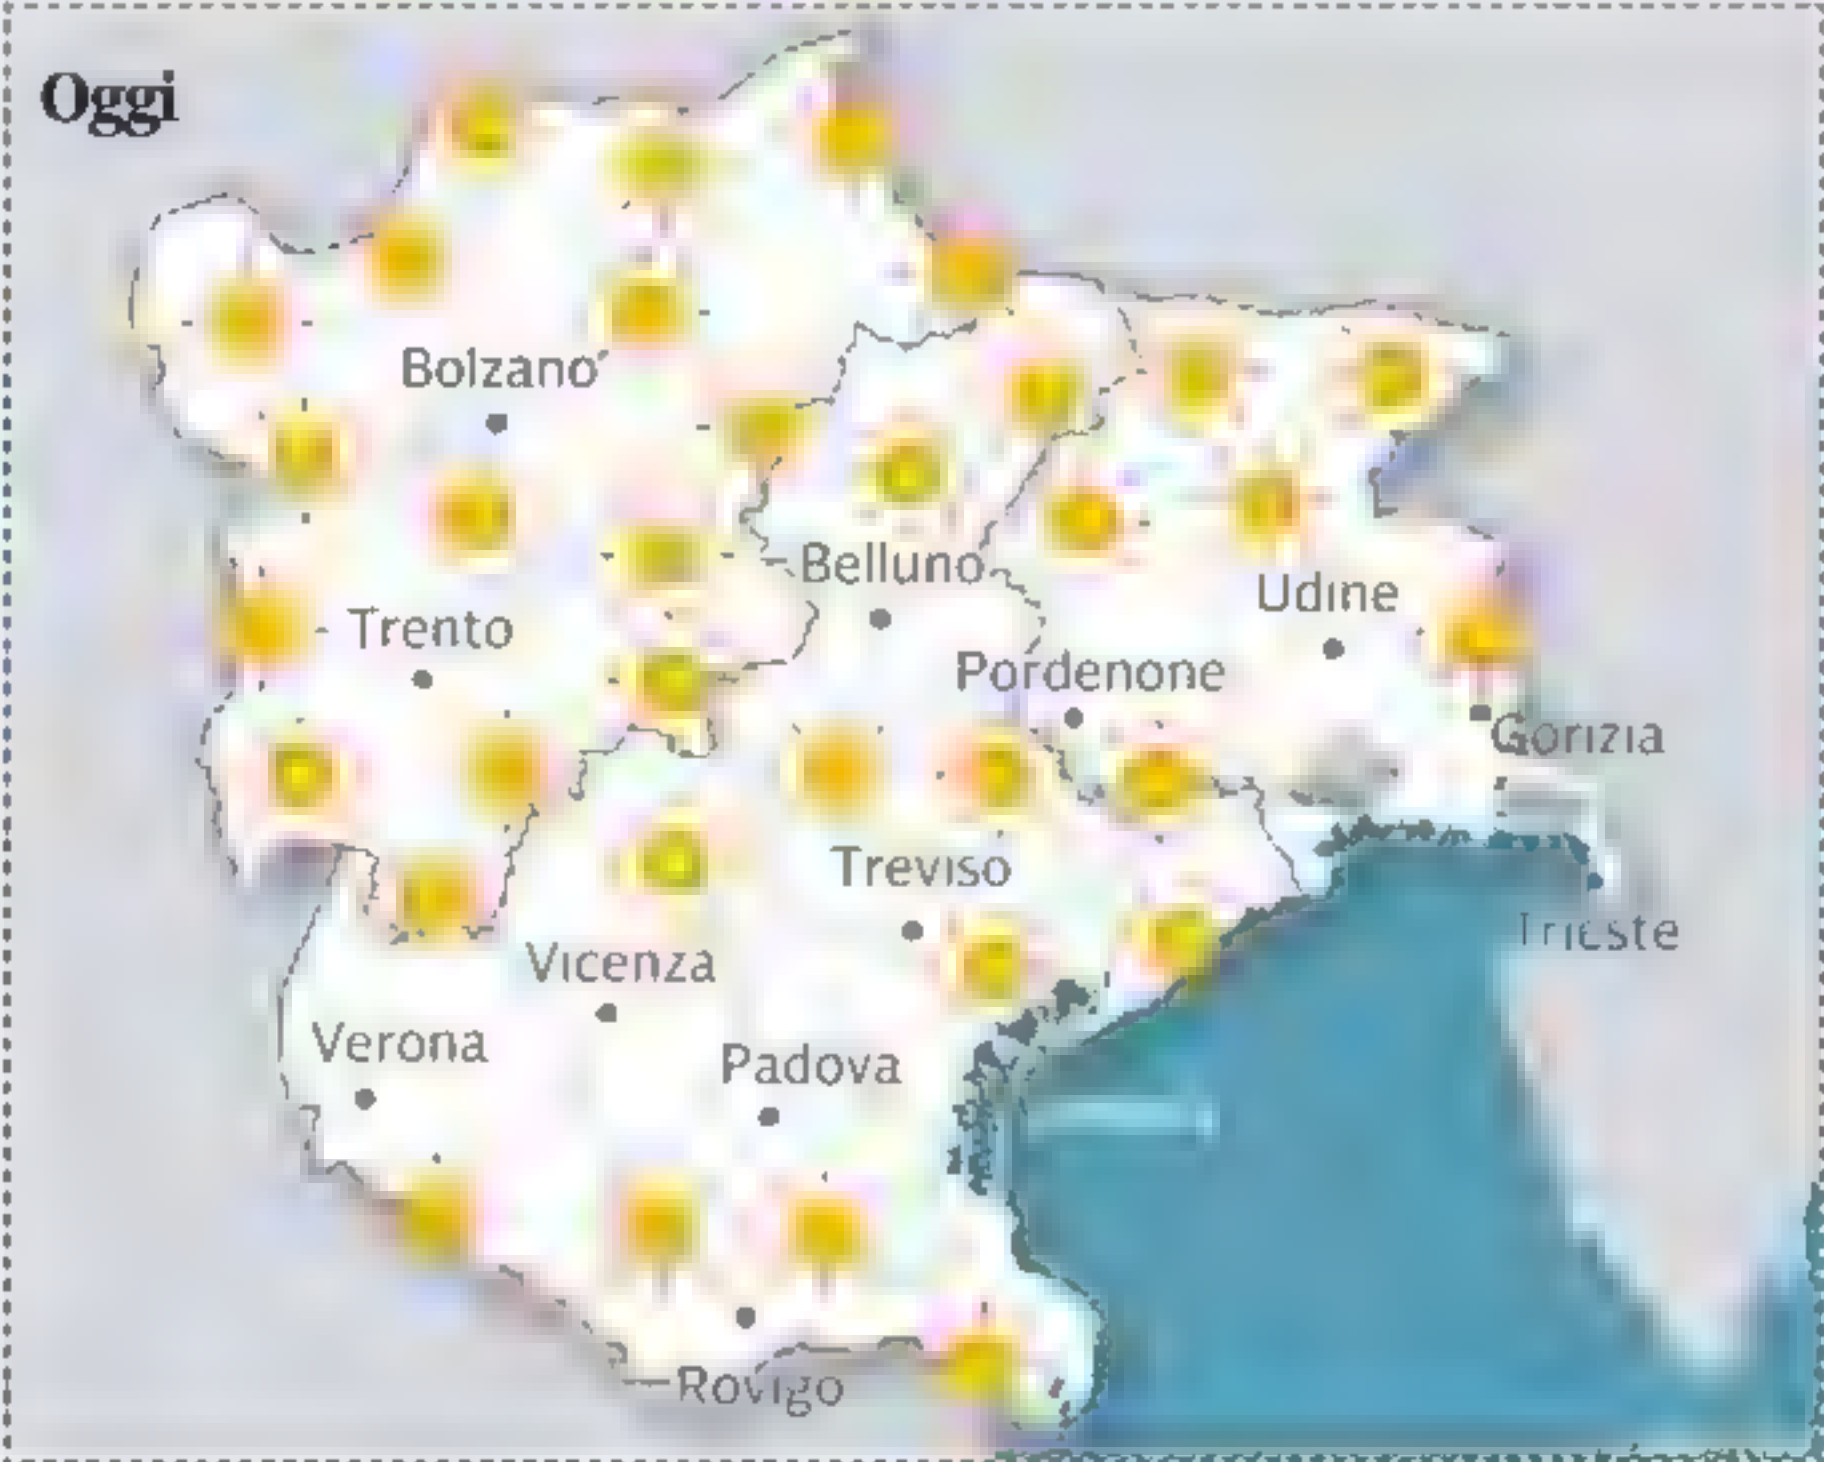 Oggi
Bolzano
Belluno
Trento
Udine
Pordenone
Gorizia
Treviso
Trieste
Vicenza
Verona
Padova
Rovigo